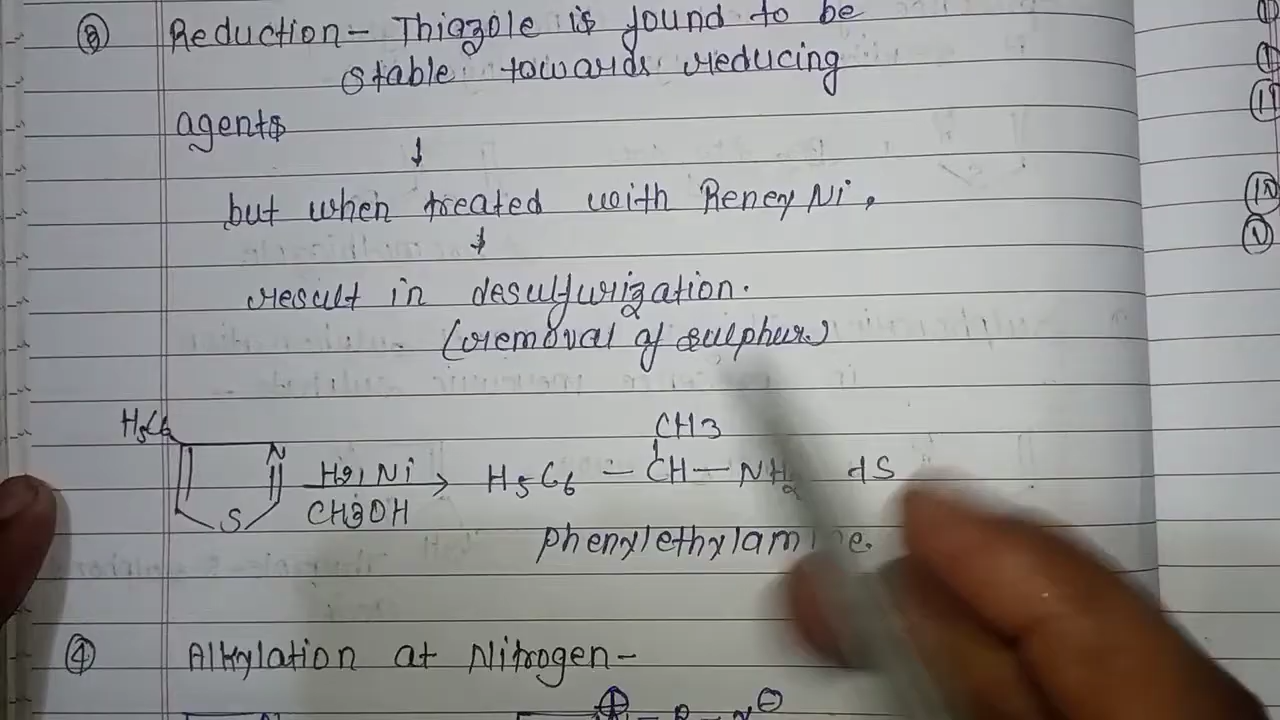 ③ Reduction - Thiazole is found to be
stable towards reducing
agents
↓
but when treated with Reney Ni,
↓
result in desulfurization.
(removal of sulphur)
H5C6 N S H2, Ni CH3OH → H5C6 - CH - NH2 + S
CH3
phenylethylamine.
④ Alkylation at Nitrogen -